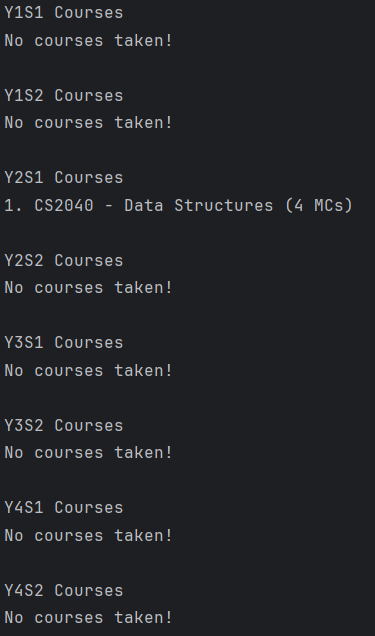 Y1S1 Courses
No courses taken!
Y1S2 Courses
No courses taken!
Y2S1 Courses
1. CS2040 - Data Structures (4 MCs)
Y2S2 Courses
No courses taken!
Y3S1 Courses
No courses taken!
Y3S2 Courses
No courses taken!
Y4S1 Courses
No courses taken!
Y4S2 Courses
No courses taken!